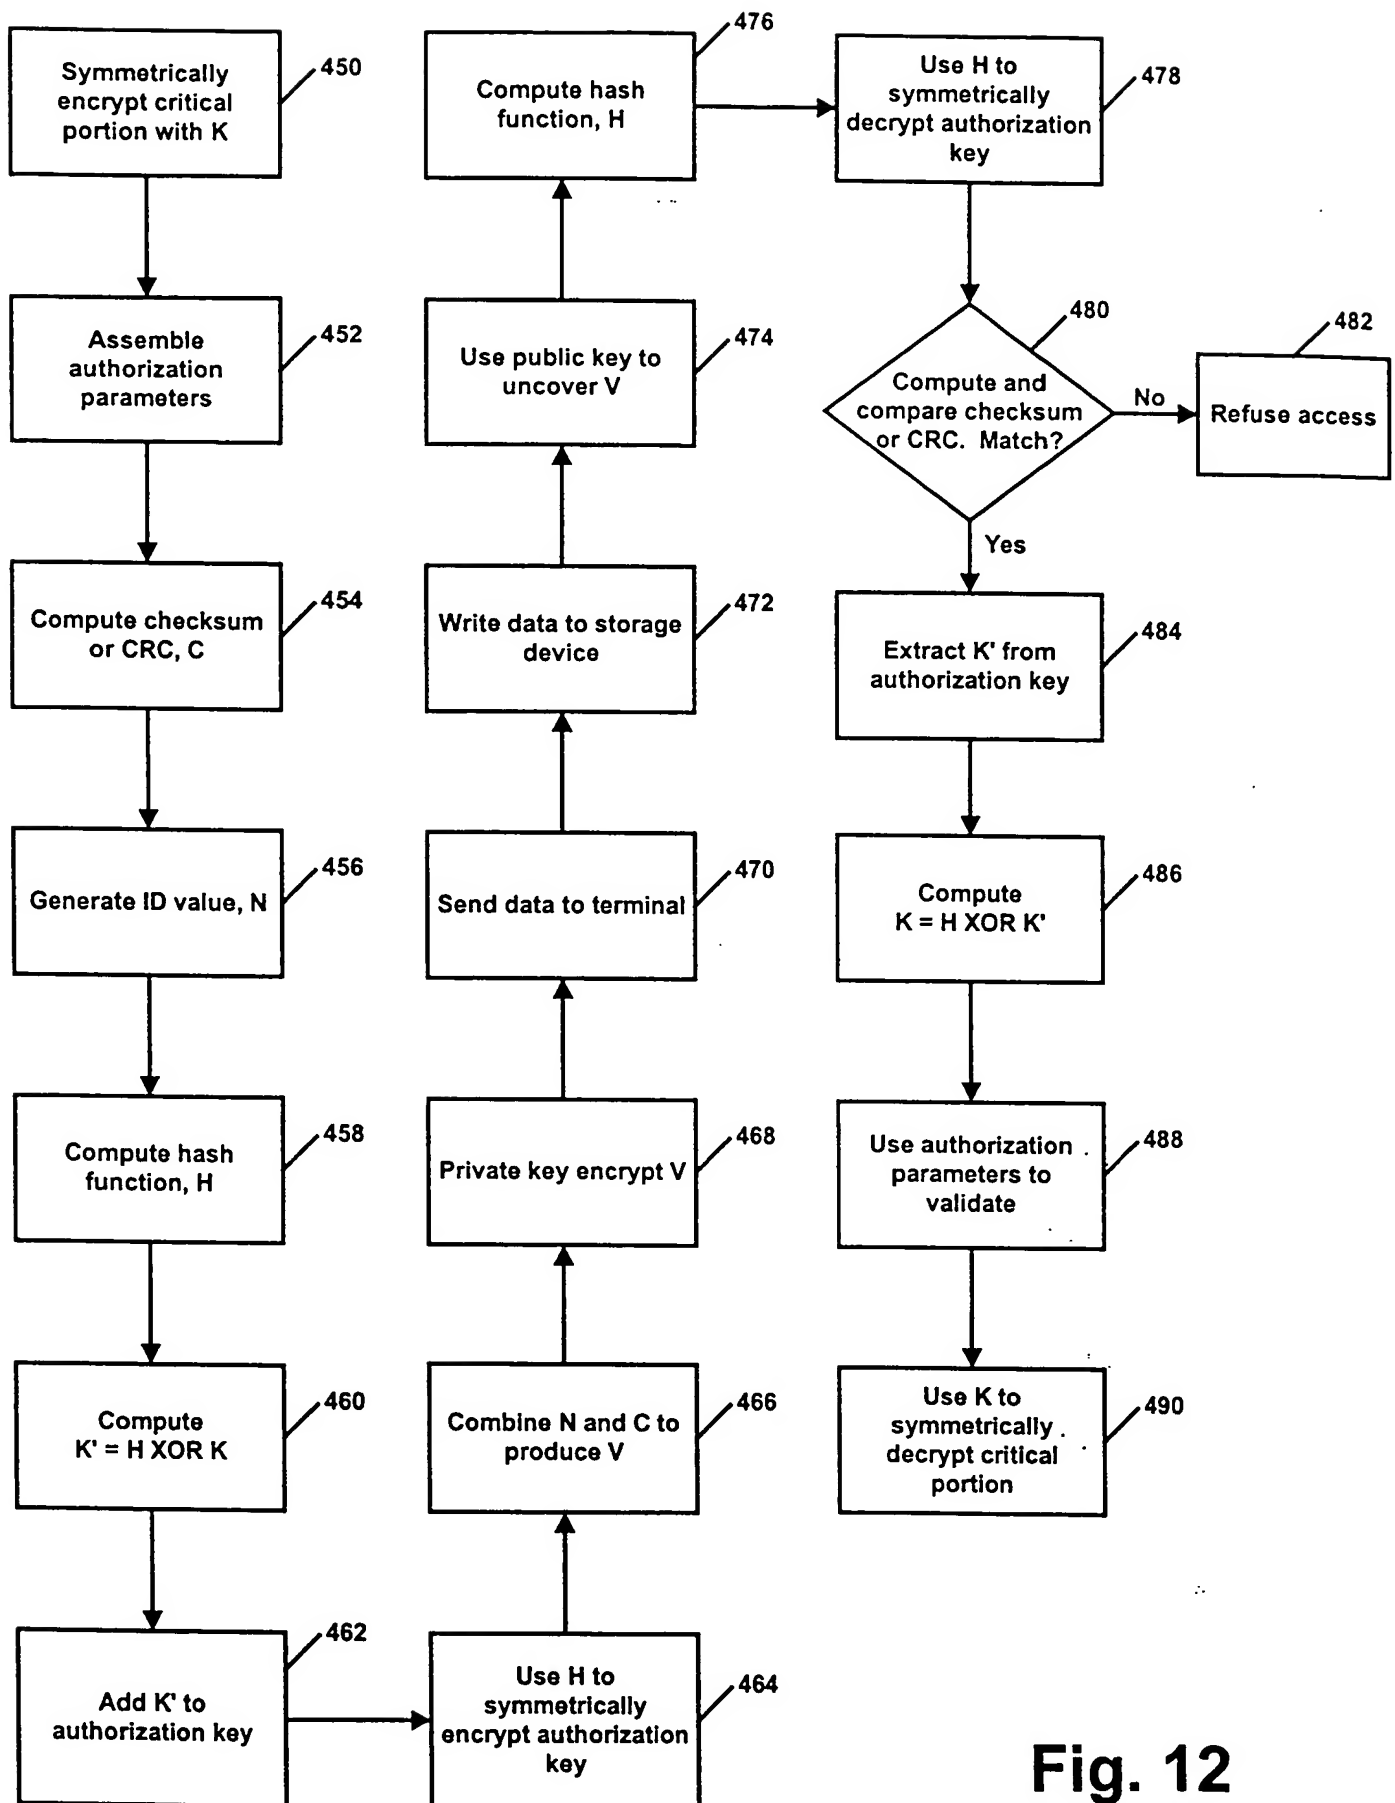 Symmetrically
encrypt critical
portion with K
450
Assemble
authorization
parameters
452
Compute checksum
or CRC, C
454
Generate ID value, N
456
Compute hash
function, H
458
Compute
K' = H XOR K
460
Add K' to
authorization key
462
Use H to
symmetrically
encrypt authorization
key
464
Combine N and C to
produce V
466
Private key encrypt V
468
Send data to terminal
470
Write data to storage
device
472
Use public key to
uncover V
474
Compute hash
function, H
476
Use H to
symmetrically
decrypt authorization
key
478
Compute and
compare checksum
or CRC. Match?
480
No
Refuse access
482
Yes
Extract K' from
authorization key
484
Compute
K = H XOR K'
486
Use authorization
parameters to
validate
488
Use K to
symmetrically
decrypt critical
portion
490
Fig. 12